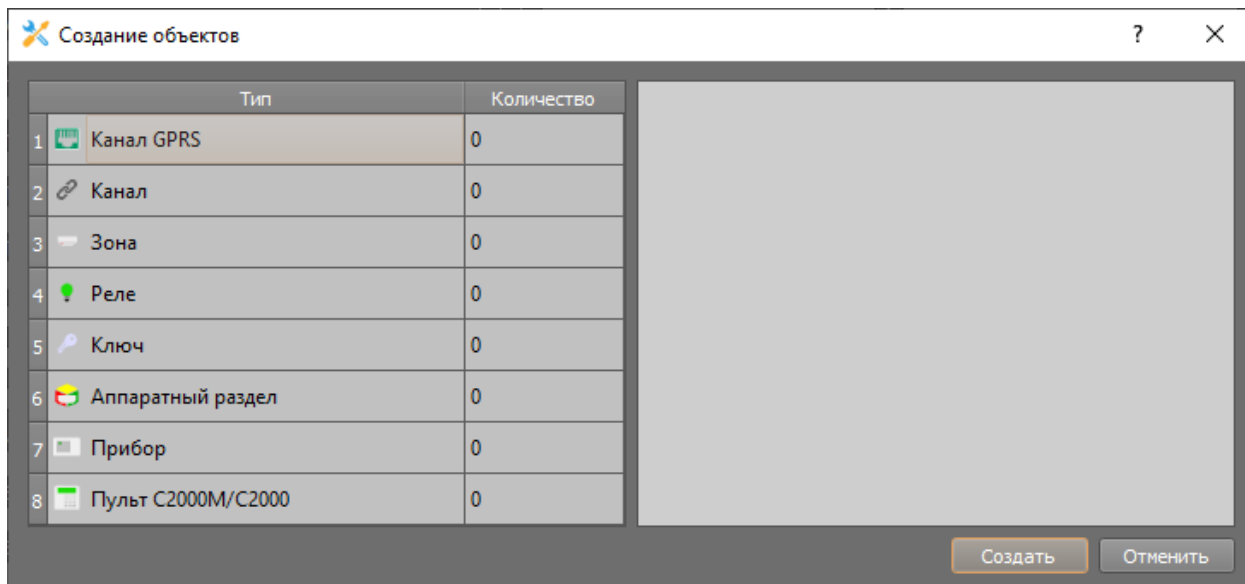 Создание объектов
Тип Количество
1 Канал GPRS 0
2 Канал 0
3 Зона 0
4 Реле 0
5 Ключ 0
6 Аппаратный раздел 0
7 Прибор 0
8 Пульт С2000М/С2000 0
Создать Отменить